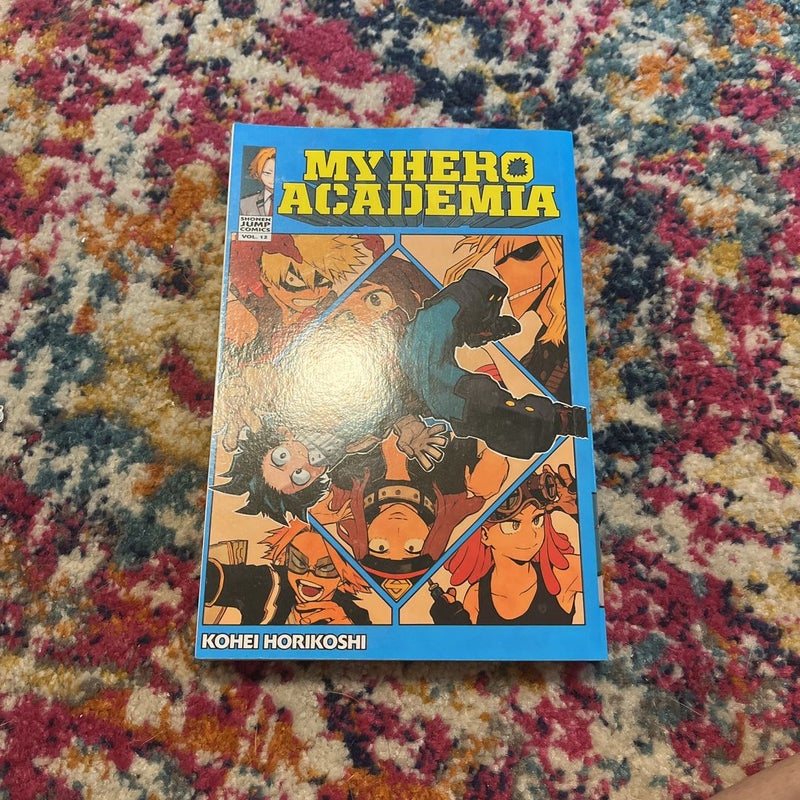 MY HERO
ACADEMIA
SHONEN
JUMP
COMICS
VOL. 12
KOHEI HORIKOSHI